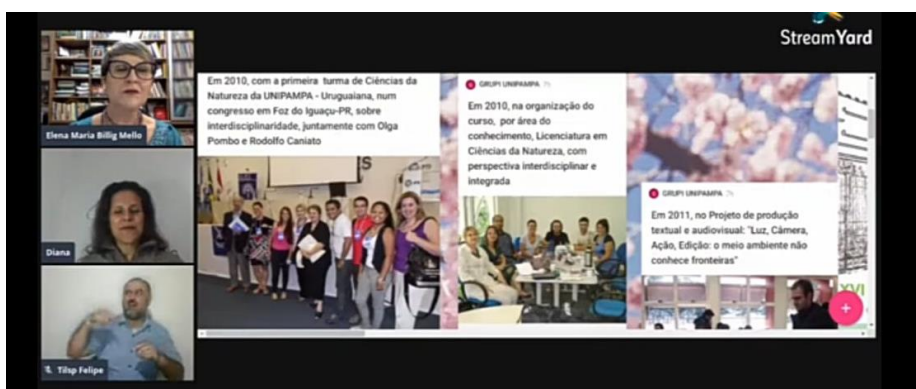 StreamYard
Elena Maria Billig Mello
Diana
Tilsp Felipe
Em 2010, com a primeira turma de Ciências da
Natureza da UNIPAMPA - Uruguaiana, num
congresso em Foz do Iguaçu-PR, sobre
interdisciplinaridade, juntamente com Olga
Pombo e Rodolfo Caniato
GRUPI UNIPAMPA 7h
Em 2010, na organização do
curso, por área do
conhecimento, Licenciatura em
Ciências da Natureza, com
perspectiva interdisciplinar e
integrada
GRUPI UNIPAMPA 7h
Em 2011, no Projeto de produção
textual e audiovisual: "Luz, Câmera,
Ação, Edição: o meio ambiente não
conhece fronteiras"
XVI